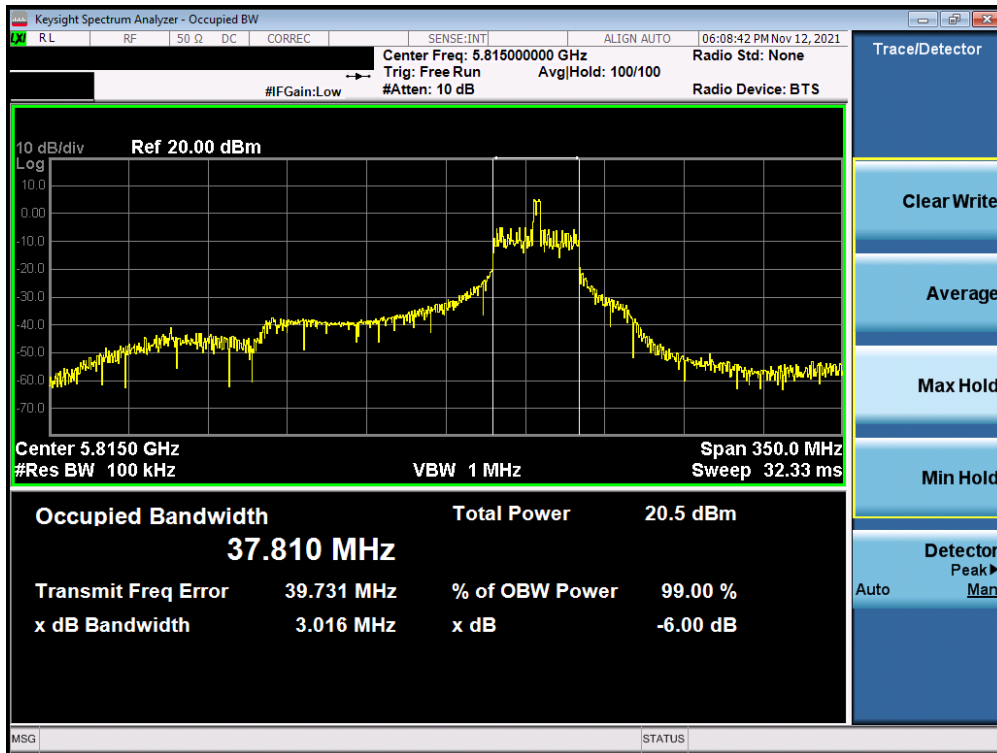 Keysight Spectrum Analyzer - Occupied BW
LXI RL RF 50 Ω DC CORREC SENSE:INT ALIGN AUTO 06:08:42 PM Nov 12, 2021
Center Freq: 5.815000000 GHz Radio Std: None
Trig: Free Run Avg|Hold: 100/100
#IFGain:Low #Atten: 10 dB Radio Device: BTS
Trace/Detector
10 dB/div Ref 20.00 dBm
Log
10.0
0.00
-10.0
-20.0
-30.0
-40.0
-50.0
-60.0
-70.0
Center 5.8150 GHz Span 350.0 MHz
#Res BW 100 kHz VBW 1 MHz Sweep 32.33 ms
Occupied Bandwidth Total Power 20.5 dBm
37.810 MHz
Transmit Freq Error 39.731 MHz % of OBW Power 99.00 %
x dB Bandwidth 3.016 MHz x dB -6.00 dB
Clear Write
Average
Max Hold
Min Hold
Detector
Peak▶
Auto Man
MSG STATUS